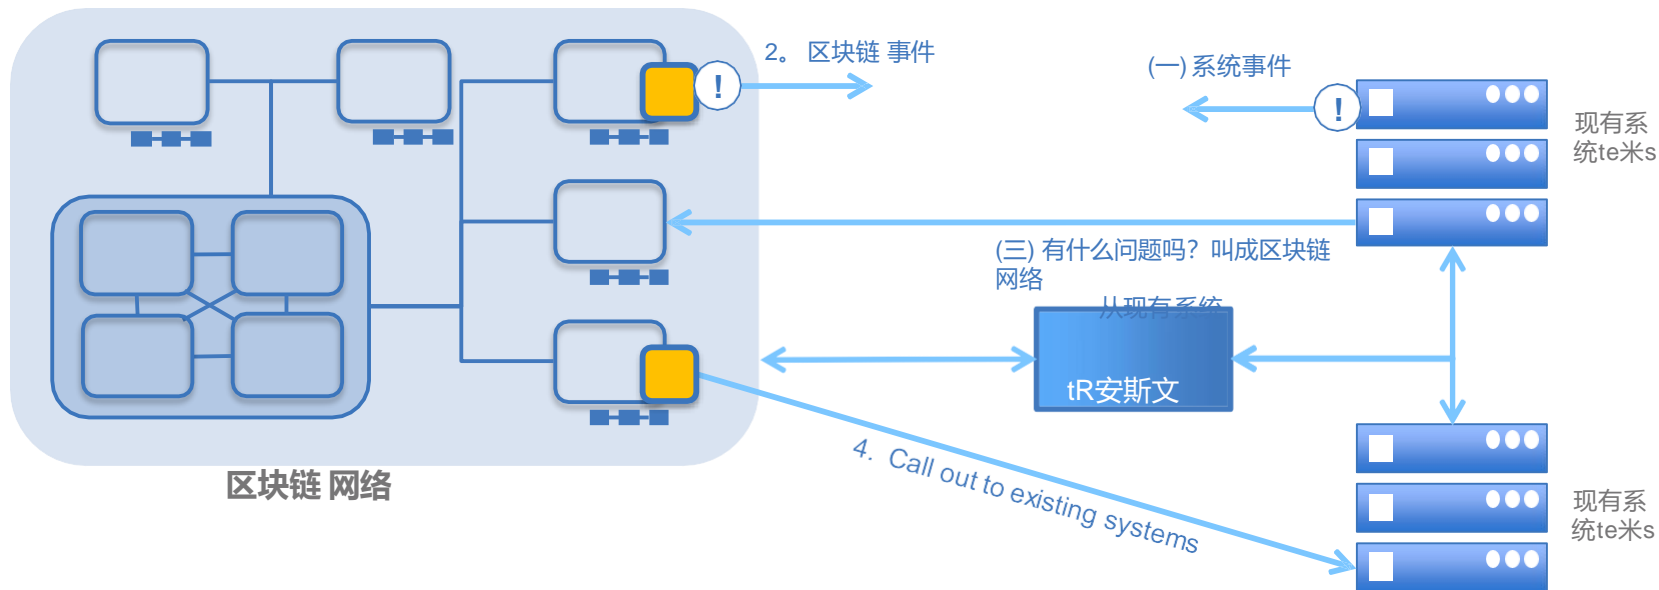 2。 区块链 事件
(一) 系统事件
!
!
现有系
统te米s
(三) 有什么问题吗？叫成区块链
网络
从现有系统
tR安斯文
4. Call out to existing systems
区块链 网络
现有系
统te米s